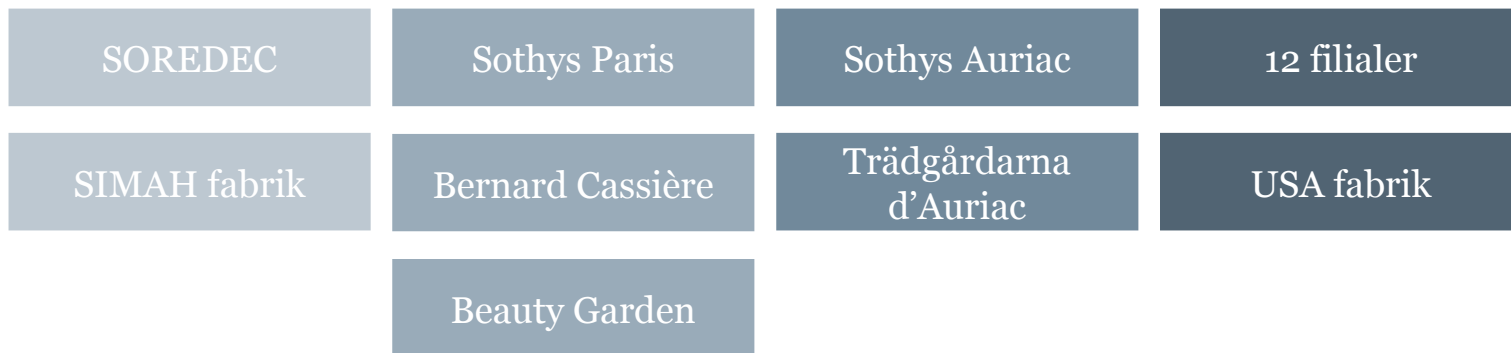 SOREDEC
Sothys Paris
Sothys Auriac
12 filialer
SIMAH fabrik
Bernard Cassière
Trädgårdarna
d’Auriac
USA fabrik
Beauty Garden